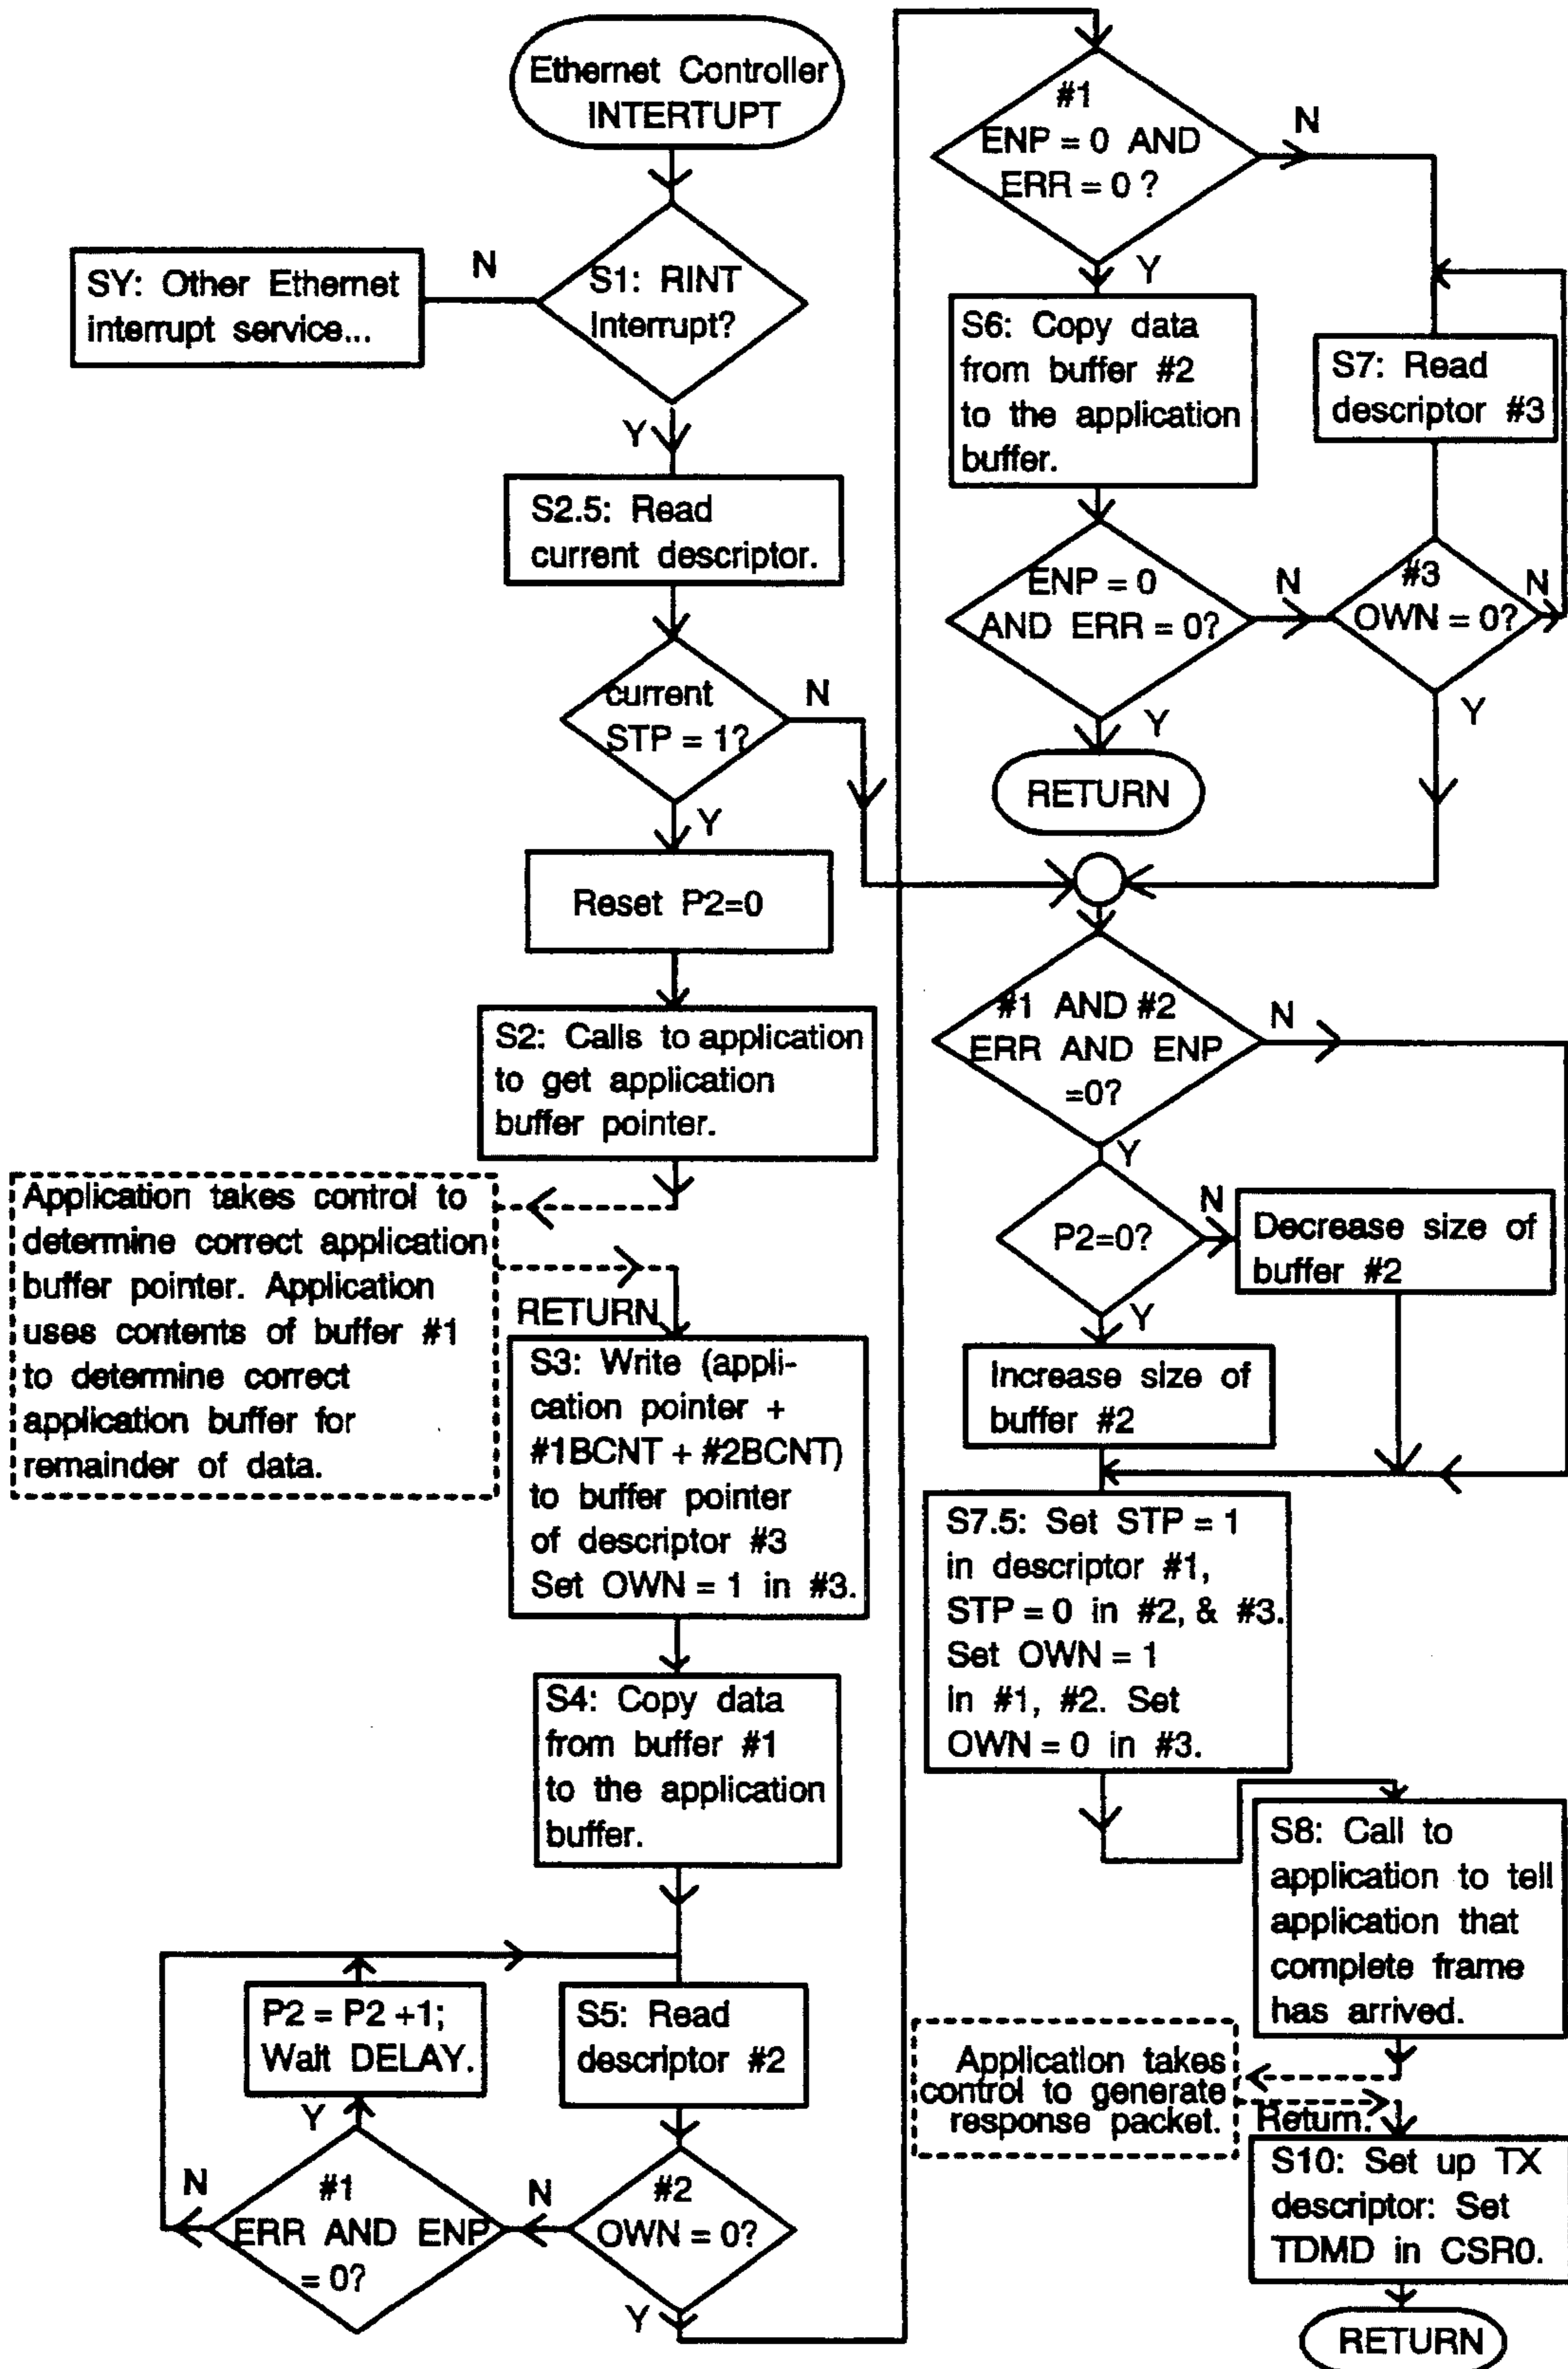 Ethernet Controller
INTERTUPT
S1: RINT
Interrupt?
N
SY: Other Ethernet
interrupt service...
Y
S2.5: Read
current descriptor.
current
STP = 1?
N
Y
Reset P2=0
S2: Calls to application
to get application
buffer pointer.
Application takes control to
determine correct application
buffer pointer. Application
uses contents of buffer #1
to determine correct
application buffer for
remainder of data.
RETURN
S3: Write (appli-
cation pointer +
#1BCNT + #2BCNT)
to buffer pointer
of descriptor #3
Set OWN = 1 in #3.
S4: Copy data
from buffer #1
to the application
buffer.
P2 = P2 +1;
Wait DELAY.
S5: Read
descriptor #2
Y
N
#1
ERR AND ENP
= 0?
N
#2
OWN = 0?
Y
#1
ENP = 0 AND
ERR = 0 ?
N
Y
S6: Copy data
from buffer #2
to the application
buffer.
S7: Read
descriptor #3
ENP = 0
AND ERR = 0?
N
#3
OWN = 0?
N
Y
Y
RETURN
#1 AND #2
ERR AND ENP
=0?
N
Y
P2=0?
N
Decrease size of
buffer #2
Y
Increase size of
buffer #2
S7.5: Set STP = 1
in descriptor #1,
STP = 0 in #2, & #3.
Set OWN = 1
in #1, #2. Set
OWN = 0 in #3.
S8: Call to
application to tell
application that
complete frame
has arrived.
Application takes
control to generate
response packet.
Return.
S10: Set up TX
descriptor: Set
TDMD in CSR0.
RETURN